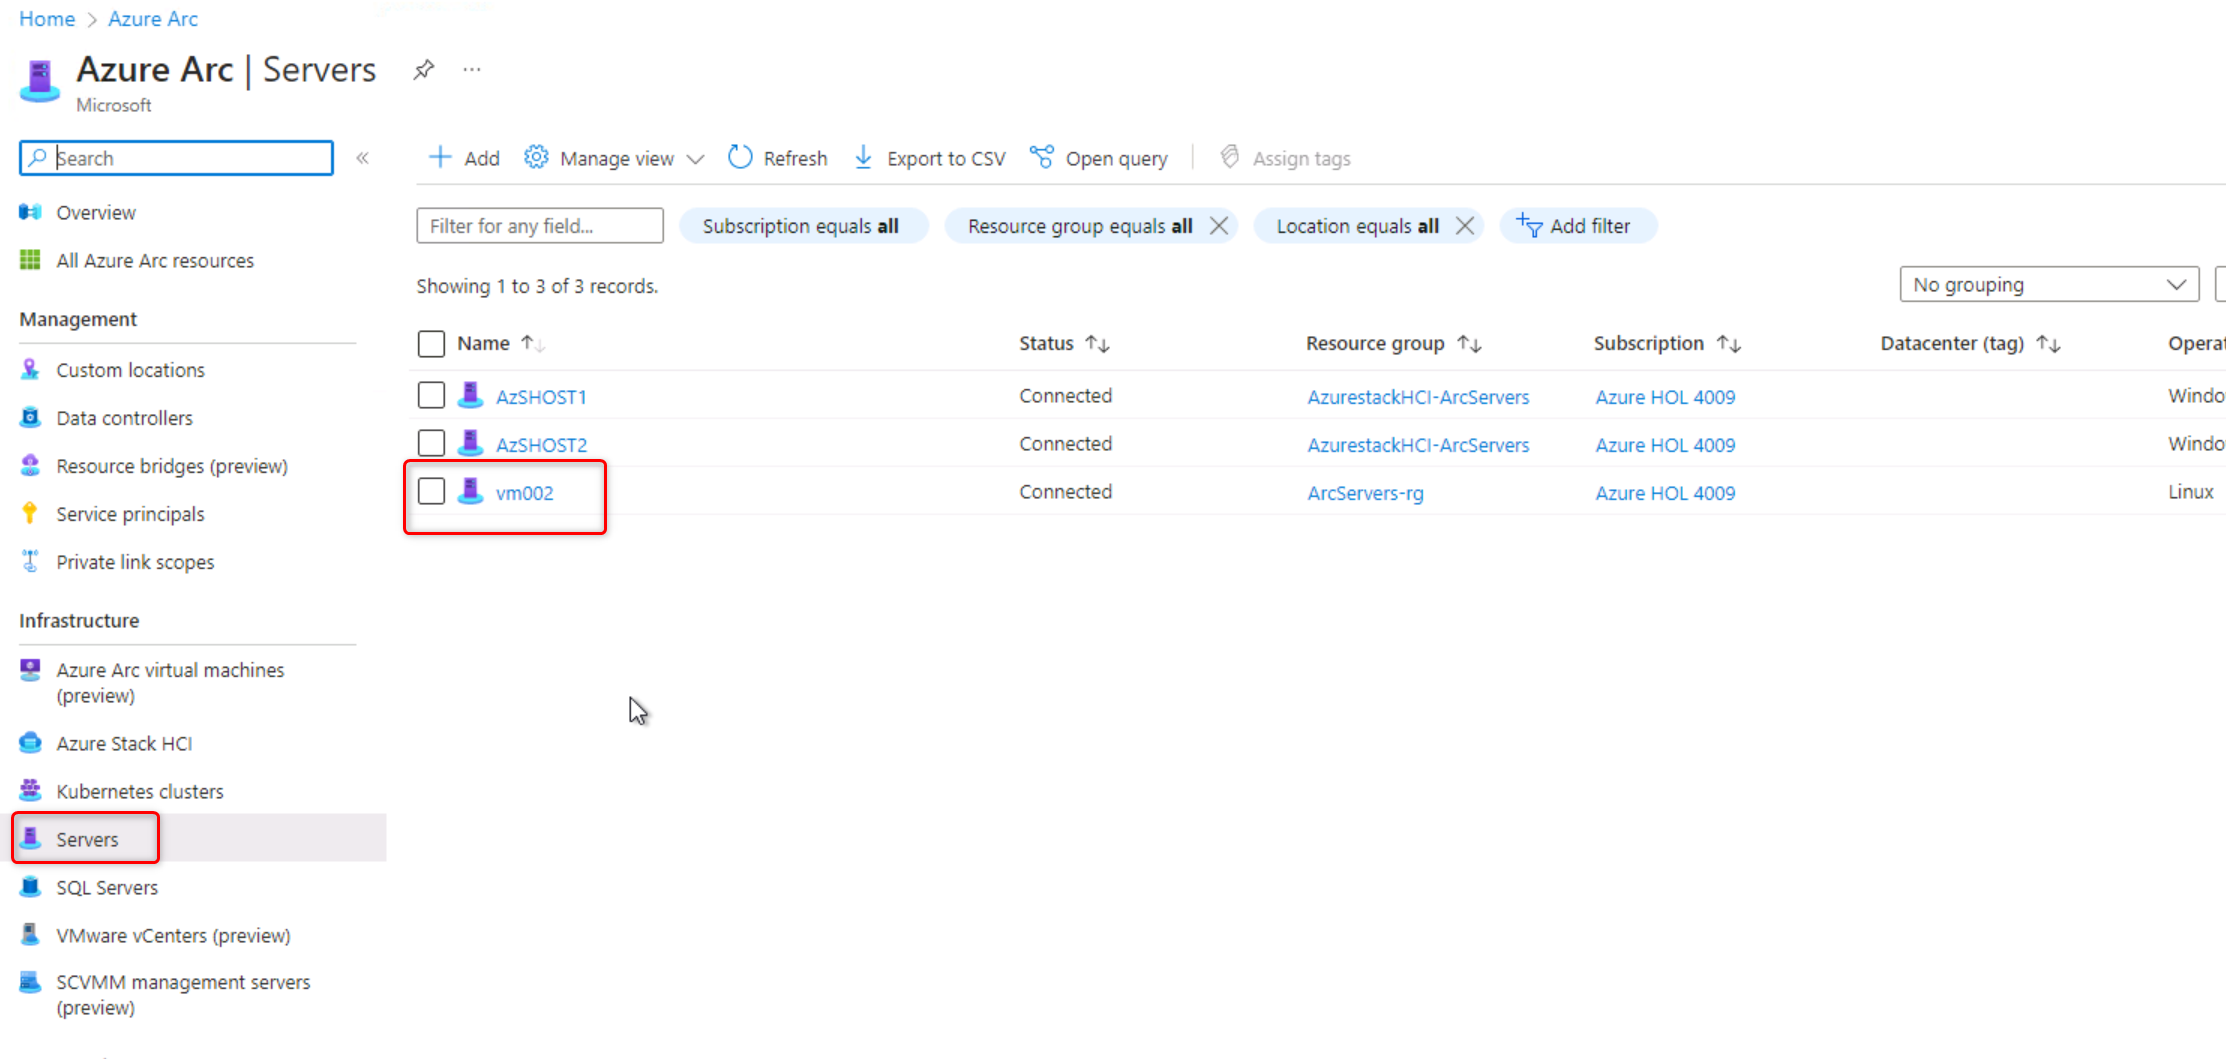 Home > Azure Arc
Azure Arc | Servers
Microsoft
Search
Overview
All Azure Arc resources
Management
Custom locations
Data controllers
Resource bridges (preview)
Service principals
Private link scopes
Infrastructure
Azure Arc virtual machines
(preview)
Azure Stack HCI
Kubernetes clusters
Servers
SQL Servers
VMware vCenters (preview)
SCVMM management servers
(preview)
Add Manage view Refresh Export to CSV Open query Assign tags
Filter for any field... Subscription equals all Resource group equals all Location equals all Add filter
Showing 1 to 3 of 3 records. No grouping
Name Status Resource group Subscription Datacenter (tag) Operat
AzSHOST1 Connected AzurestackHCI-ArcServers Azure HOL 4009 Windo
AzSHOST2 Connected AzurestackHCI-ArcServers Azure HOL 4009 Windo
vm002 Connected ArcServers-rg Azure HOL 4009 Linux